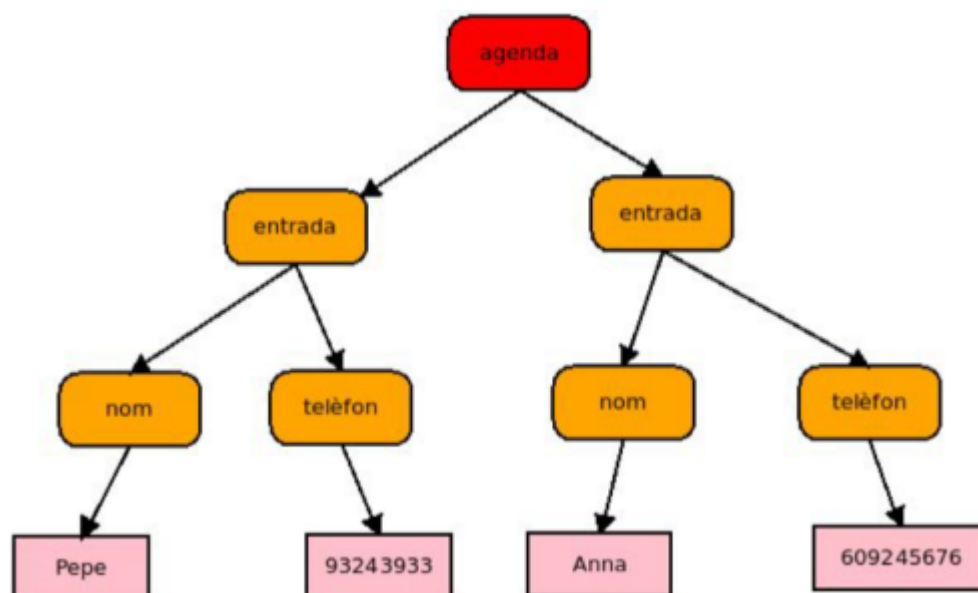 agenda
entrada
entrada
nom
telèfon
nom
telèfon
Pepe
93243933
Anna
609245676